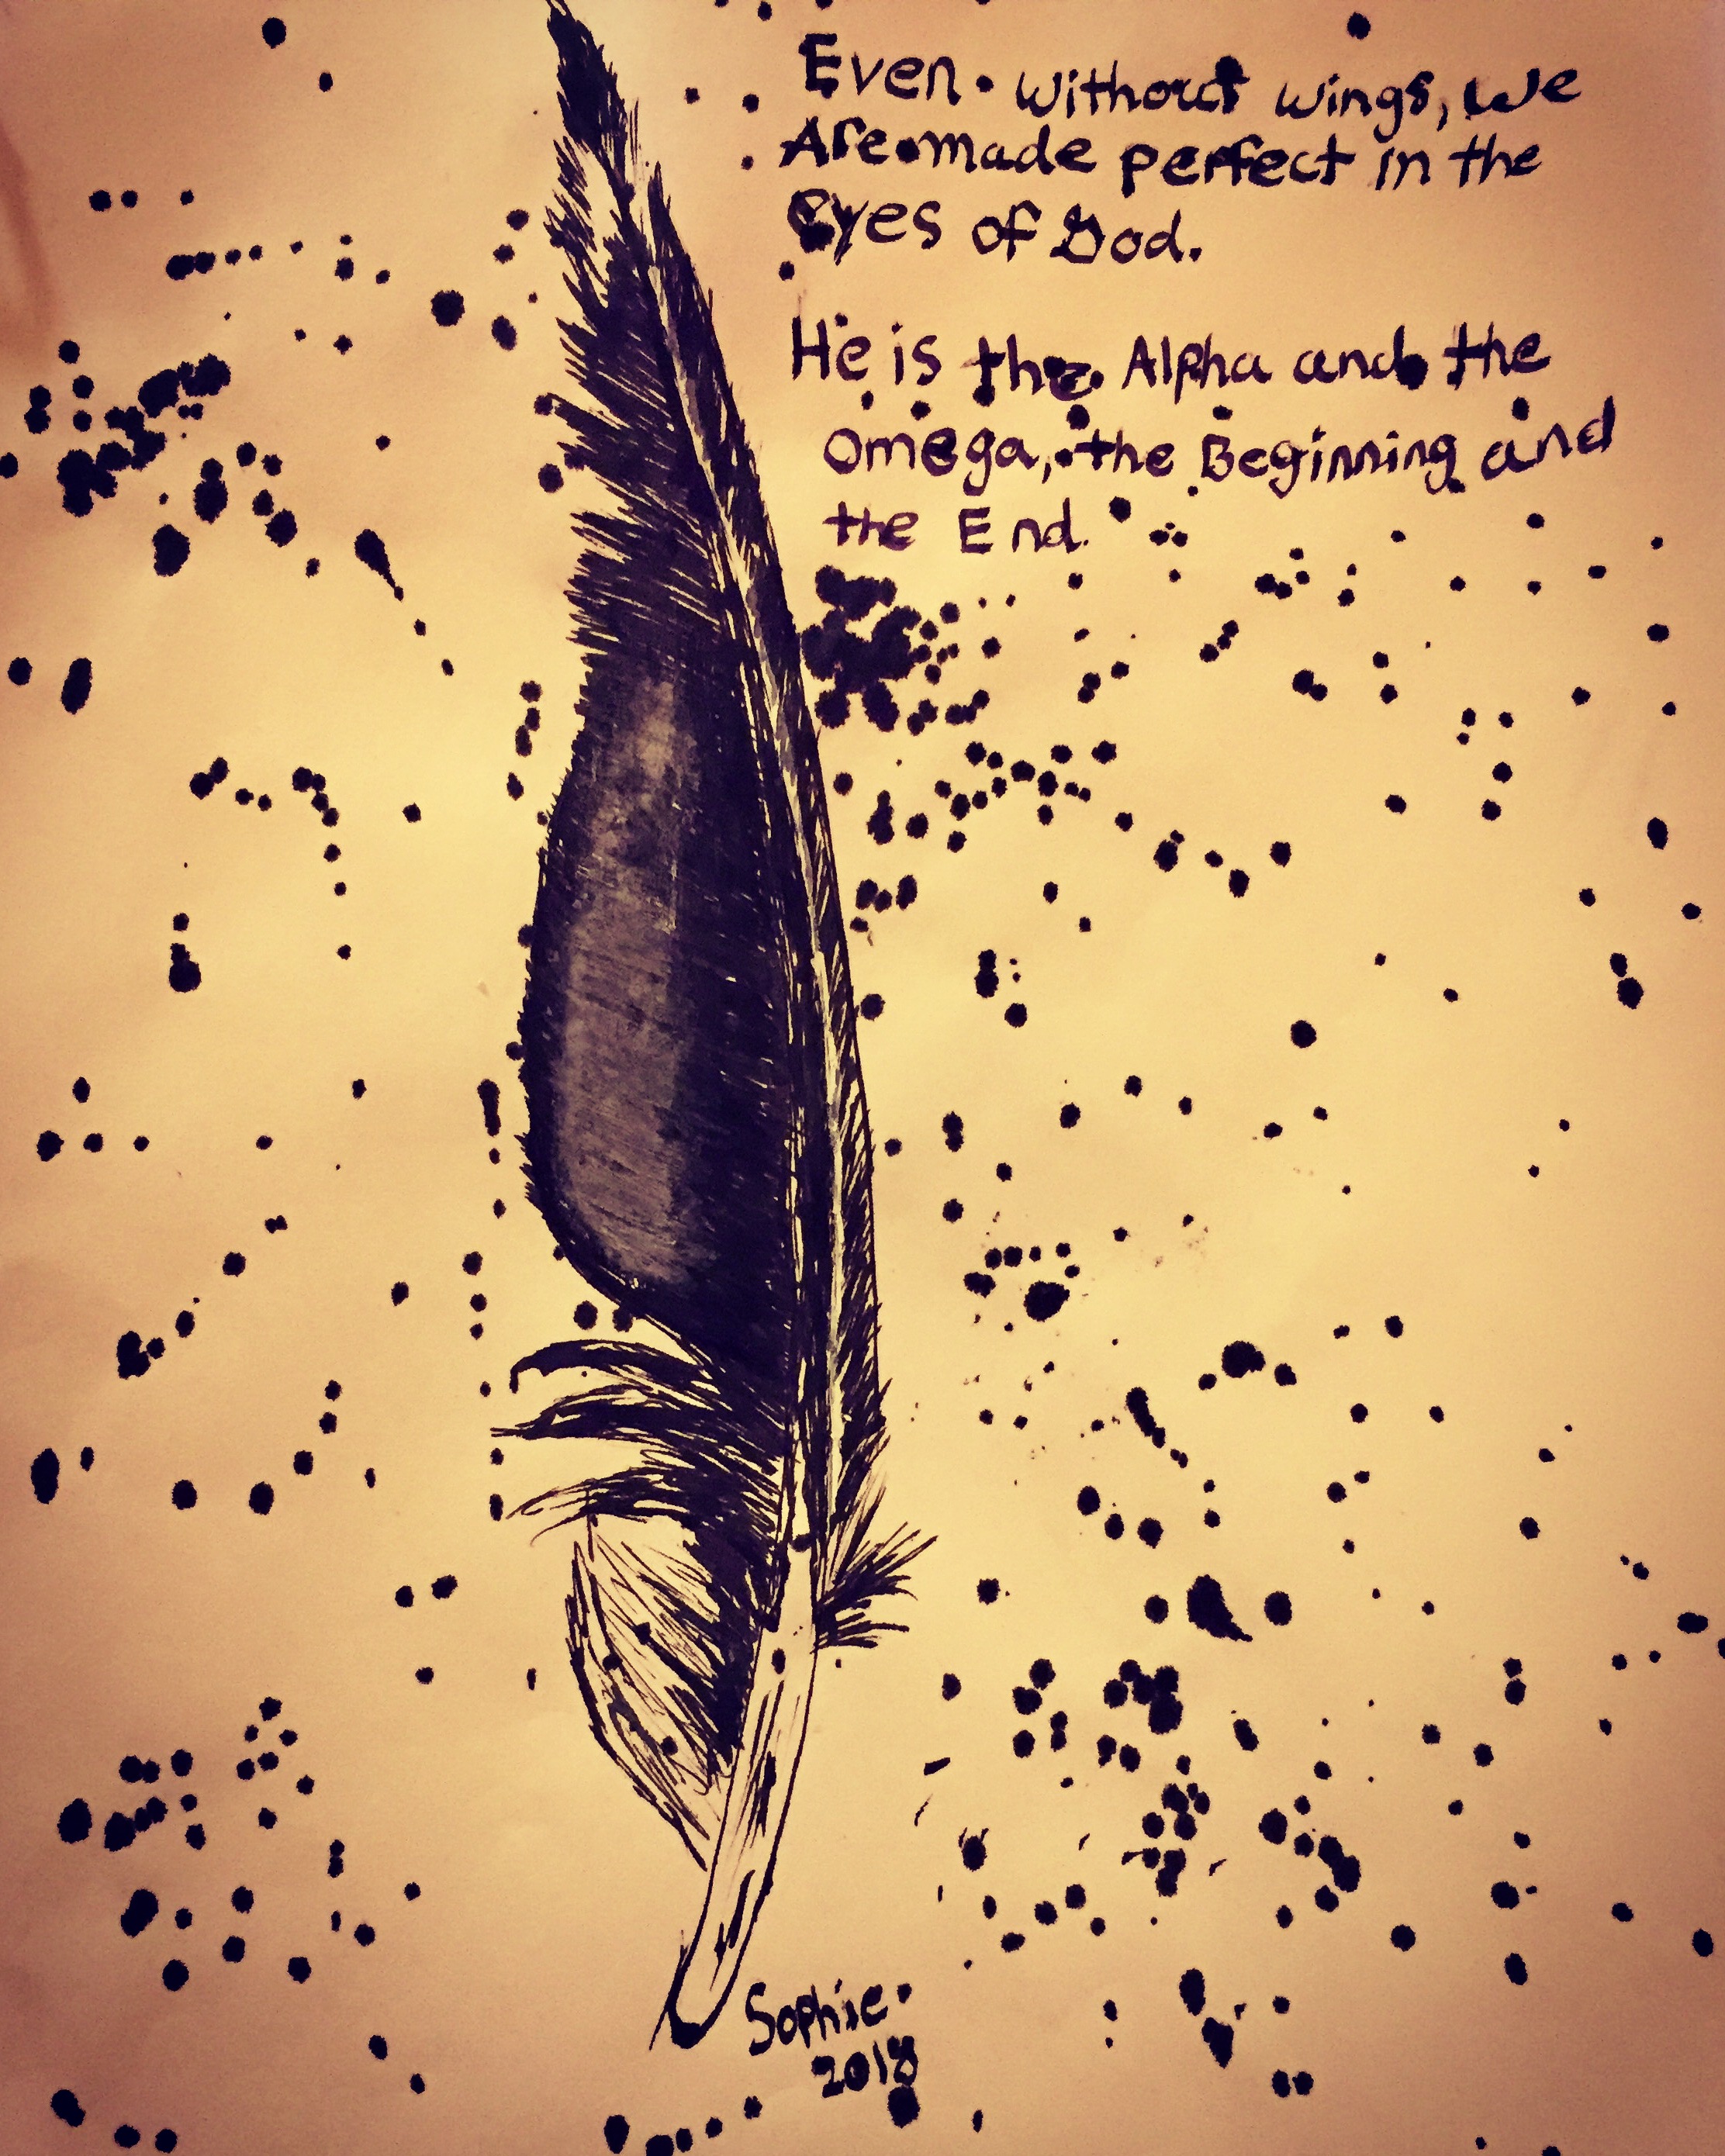 Even without wings, we
Are made perfect in the
Eyes of God.
He is the Alpha and the
Omega, the Beginning and
the End.
Sophie
2018